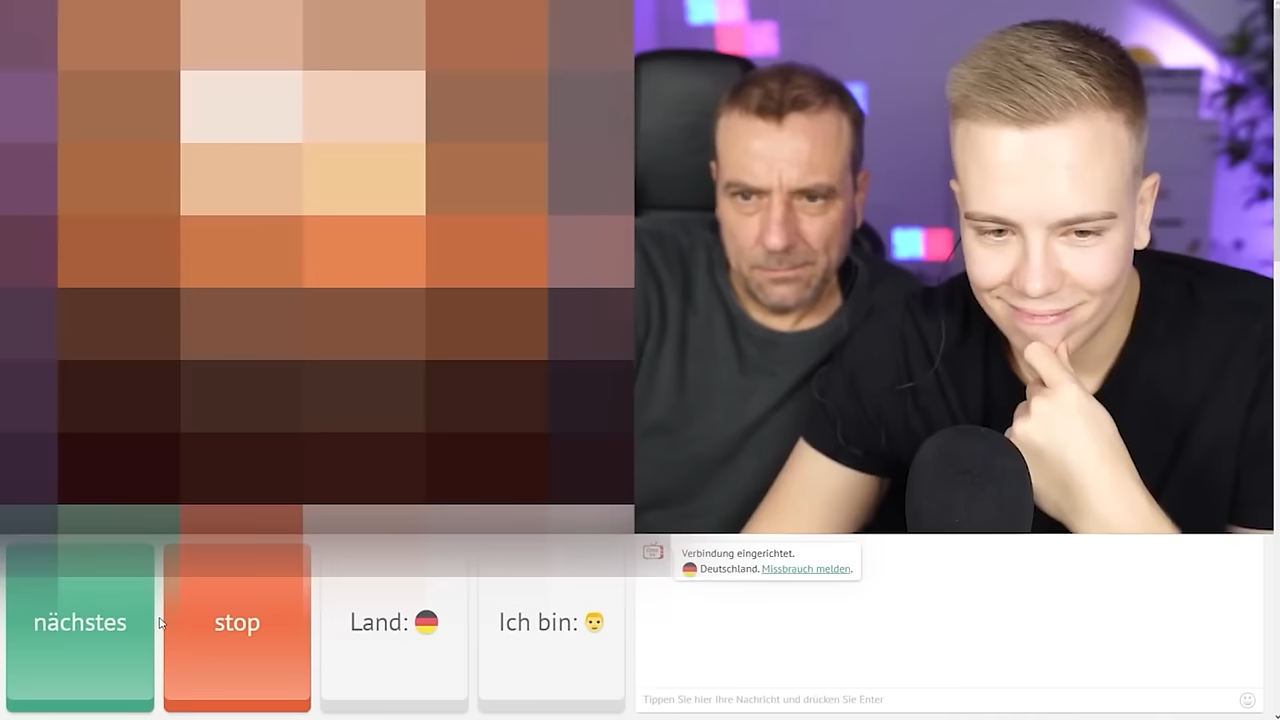 nächstes
stop
Land:
Ich bin:
Verbindung eingerichtet.
Deutschland. Missbrauch melden.
Tippen Sie hier Ihre Nachricht und drücken Sie Enter